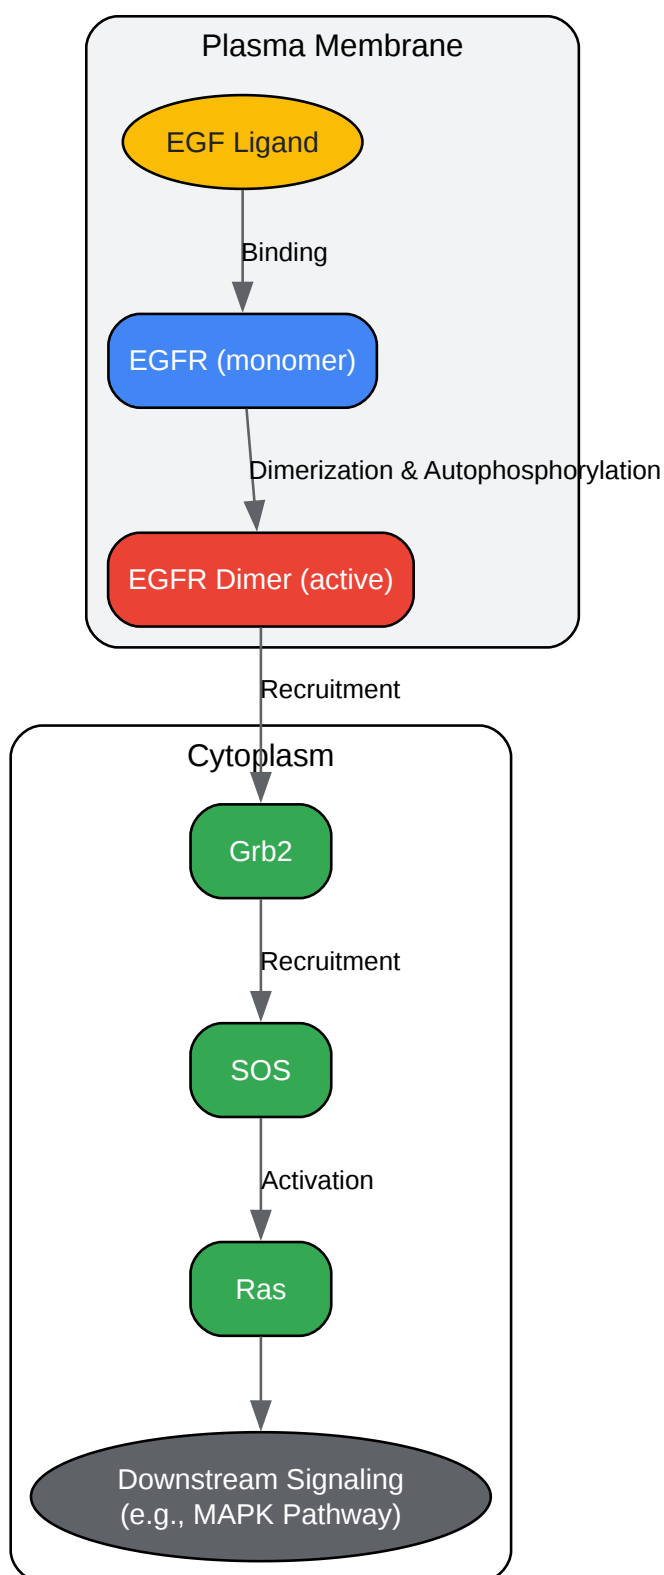 Plasma Membrane
EGF Ligand
Binding
EGFR (monomer)
Dimerization & Autophosphorylation
EGFR Dimer (active)
Recruitment
Cytoplasm
Grb2
Recruitment
SOS
Activation
Ras
Downstream Signaling
(e.g., MAPK Pathway)